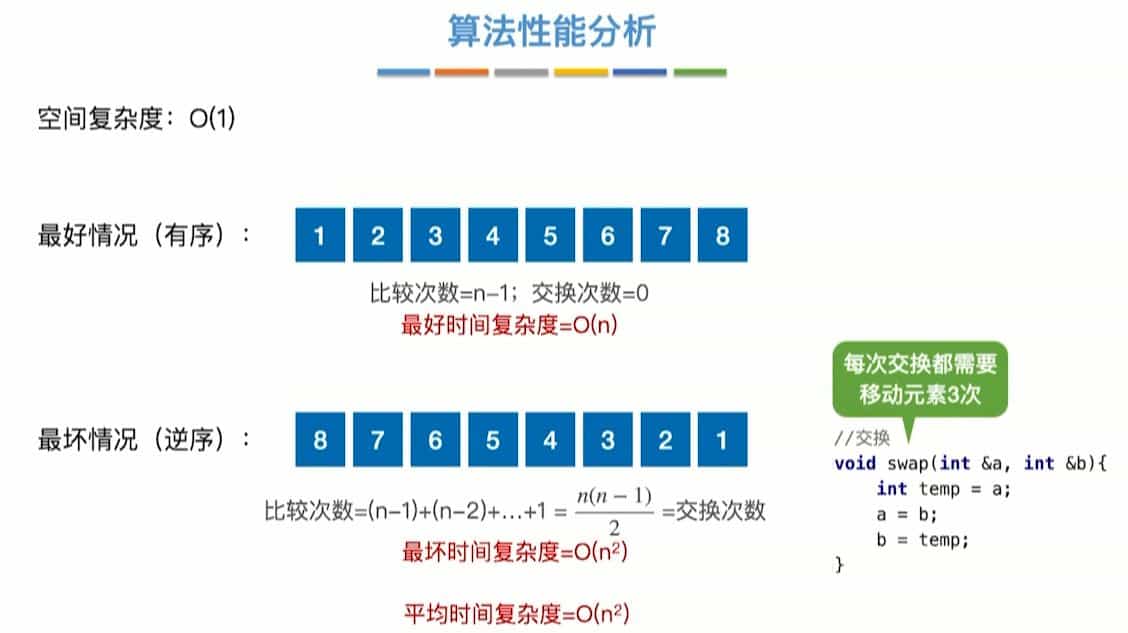 算法性能分析
空间复杂度：O(1)
最好情况（有序）：
1 2 3 4 5 6 7 8
比较次数=n-1；交换次数=0
最好时间复杂度=O(n)
每次交换都需要
移动元素3次
最坏情况（逆序）：
8 7 6 5 4 3 2 1
比较次数=(n-1)+(n-2)+…+1 = n(n − 1)/2 =交换次数
最坏时间复杂度=O(n²)
平均时间复杂度=O(n²)
//交换
void swap(int &a, int &b){
    int temp = a;
    a = b;
    b = temp;
}